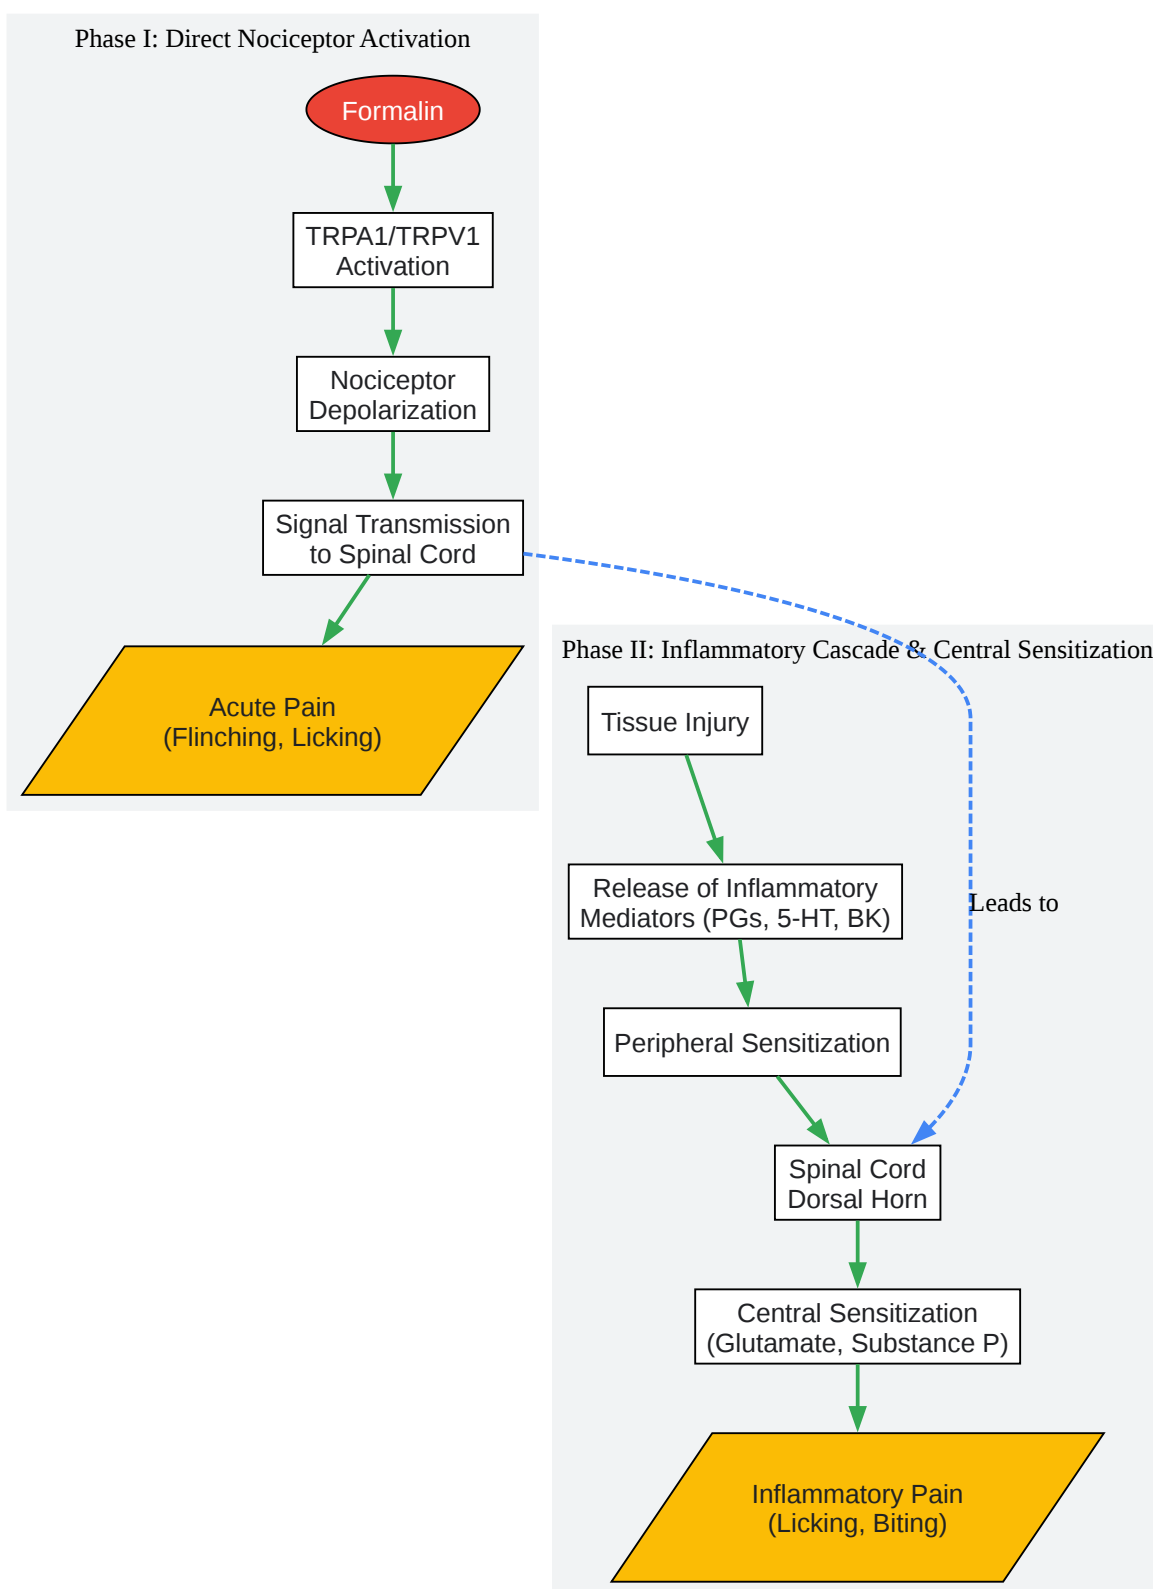 Phase I: Direct Nociceptor Activation
Formalin
TRPA1/TRPV1
Activation
Nociceptor
Depolarization
Signal Transmission
to Spinal Cord
Acute Pain
(Flinching, Licking)
Phase II: Inflammatory Cascade & Central Sensitization
Tissue Injury
Release of Inflammatory
Mediators (PGs, 5-HT, BK)
Leads to
Peripheral Sensitization
Spinal Cord
Dorsal Horn
Central Sensitization
(Glutamate, Substance P)
Inflammatory Pain
(Licking, Biting)